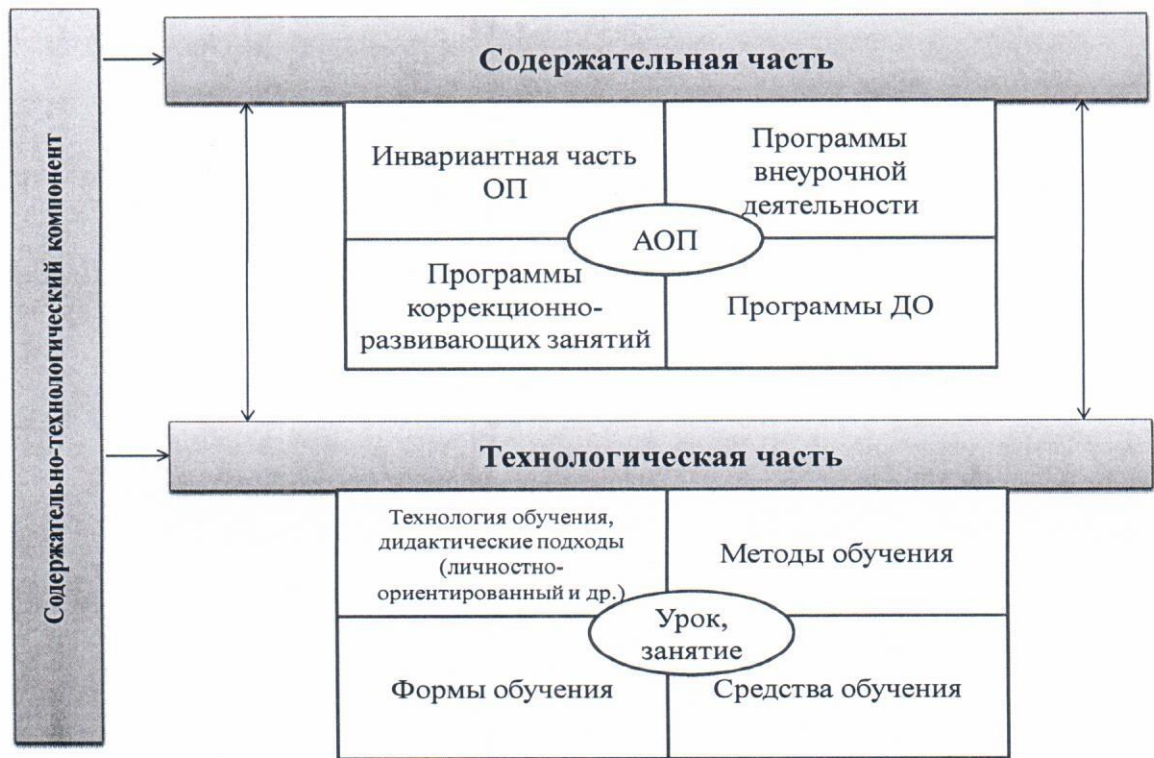 Содержательно-технологический компонент
Содержательная часть
Инвариантная часть
ОП
Программы
внеурочной
деятельности
АОП
Программы
коррекционно-
развивающих занятий
Программы ДО
Технологическая часть
Технология обучения,
дидактические подходы
(личностно-
ориентированный и др.)
Методы обучения
Урок,
занятие
Формы обучения
Средства обучения